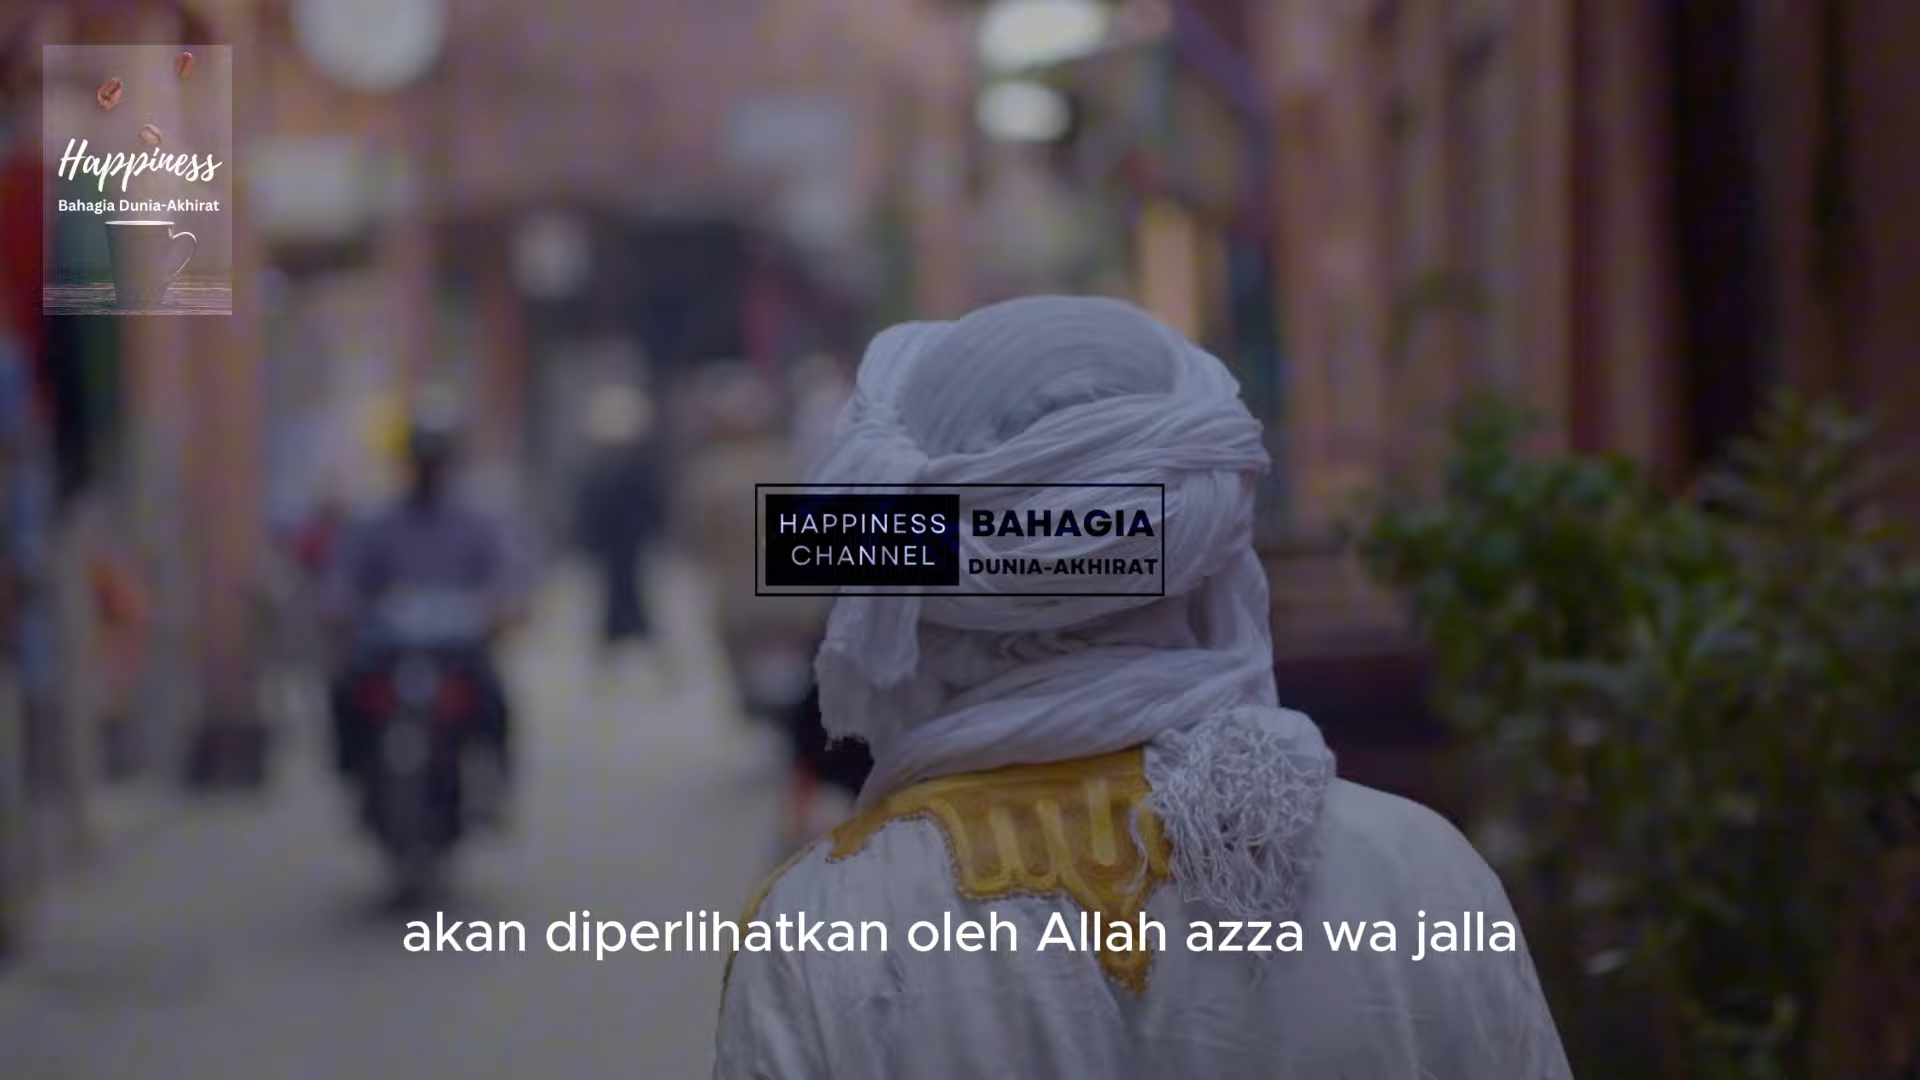 Happiness
Bahagia Dunia-Akhirat
HAPPINESS
CHANNEL
BAHAGIA
DUNIA-AKHIRAT
akan diperlihatkan oleh Allah azza wa jalla